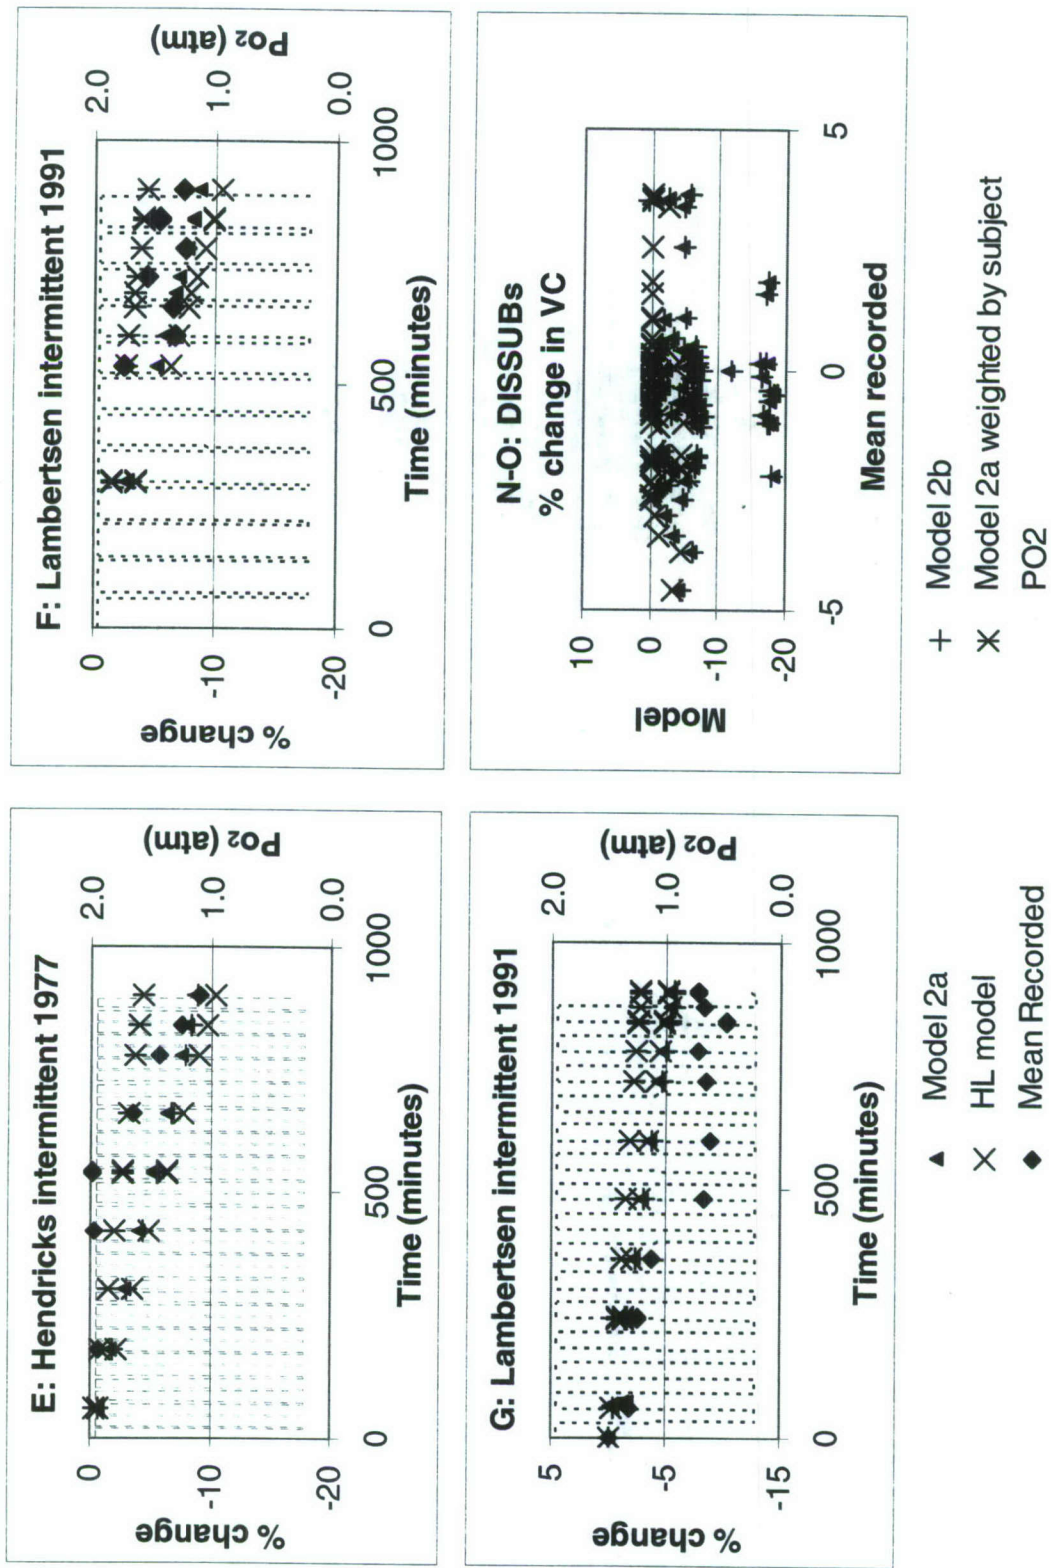 E: Hendricks intermittent 1977
0
-10
-20
% change
2.0
1.0
0.0
Po2 (atm)
0
500
1000
Time (minutes)
F: Lambertsen intermittent 1991
0
-10
-20
% change
2.0
1.0
0.0
Po2 (atm)
0
500
1000
Time (minutes)
G: Lambertsen intermittent 1991
5
-5
-15
% change
2.0
1.0
0.0
Po2 (atm)
0
500
1000
Time (minutes)
N-O: DISSUBs
% change in VC
10
0
-10
-20
Model
-5
0
5
Mean recorded
Model 2a
HL model
Mean Recorded
Model 2b
Model 2a weighted by subject
PO2